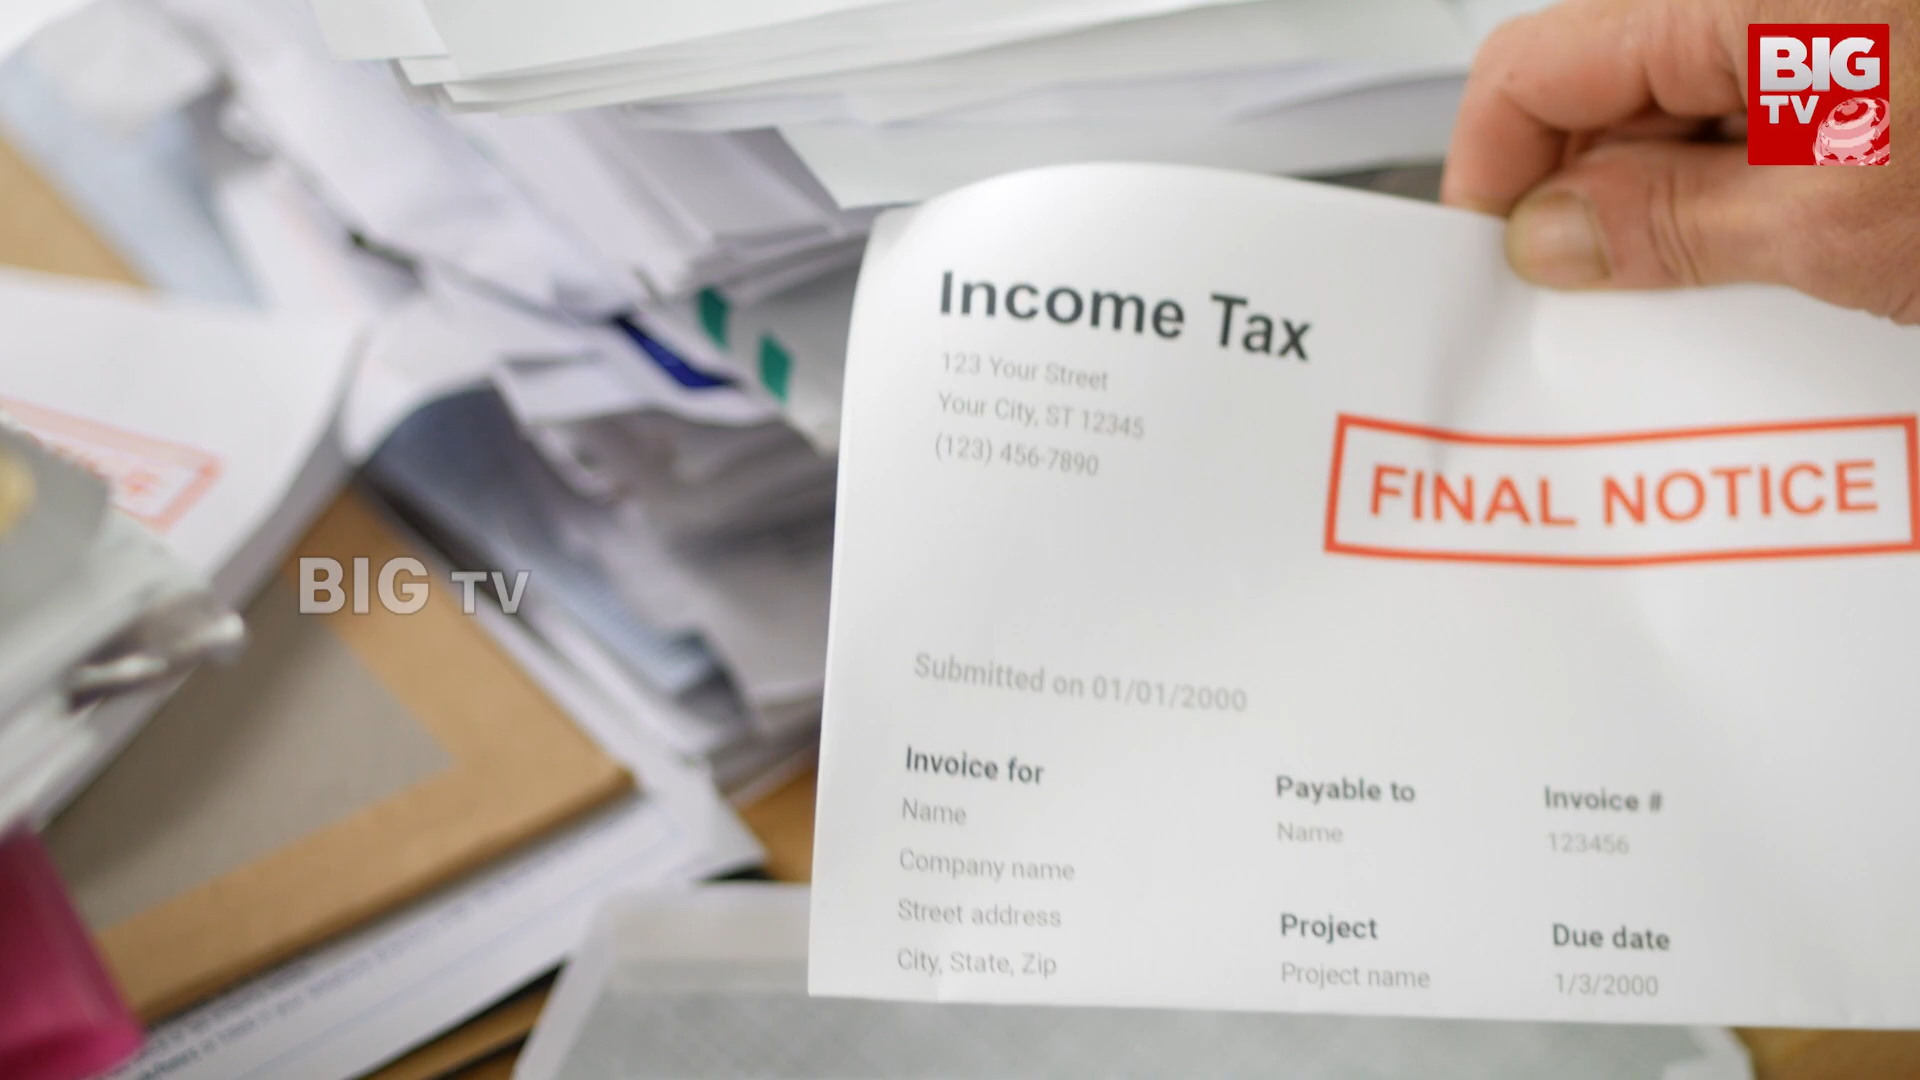 BIG
TV
Income Tax
123 Your Street
Your City, ST 12345
(123) 456-7890
FINAL NOTICE
BIG TV
Submitted on 01/01/2000
Invoice for
Name
Company name
Street address
City, State, Zip
Payable to
Name
Invoice #
123456
Project
Project name
Due date
1/3/2000